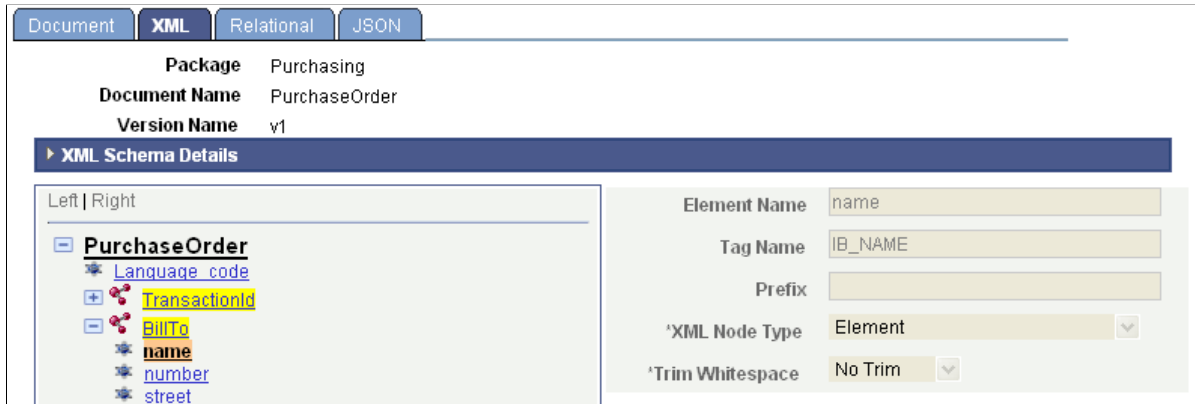 Document XML Relational JSON
Package Purchasing
Document Name PurchaseOrder
Version Name v1
XML Schema Details
Left | Right
PurchaseOrder
Language_code
TransactionId
BillTo
name
number
street
Element Name name
Tag Name IB_NAME
Prefix
*XML Node Type Element
*Trim Whitespace No Trim